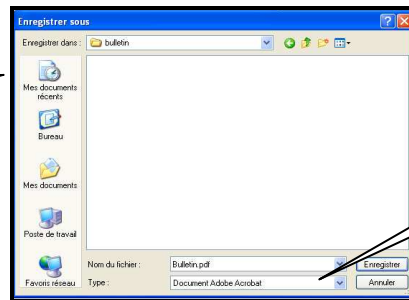 Enregistrer sous
Enregistrer dans :
bulletin
Mes documents
récents
Bureau
Mes documents
Poste de travail
Favoris réseau
Nom du fichier :
Bulletin.pdf
Enregistrer
Type :
Document Adobe Acrobat
Annuler